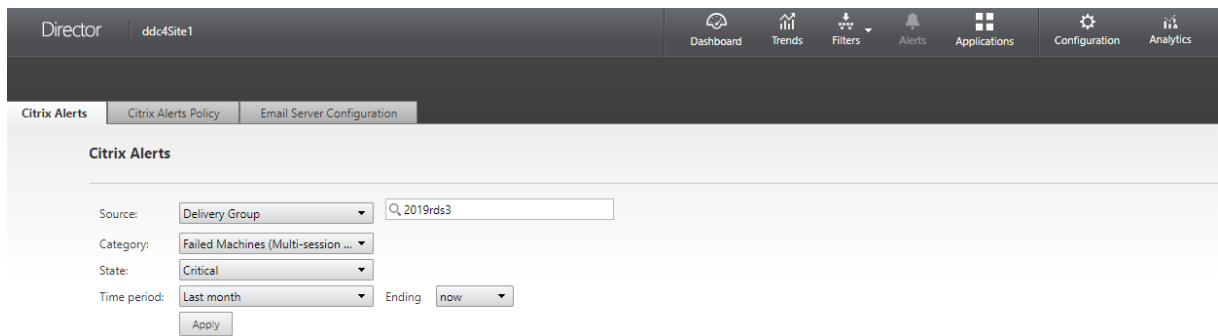 Director ddc4Site1 Dashboard Trends Filters Alerts Applications Configuration Analytics
Citrix Alerts Citrix Alerts Policy Email Server Configuration
Citrix Alerts
Source: Delivery Group 2019rds3
Category: Failed Machines (Multi-session ...
State: Critical
Time period: Last month Ending now
Apply